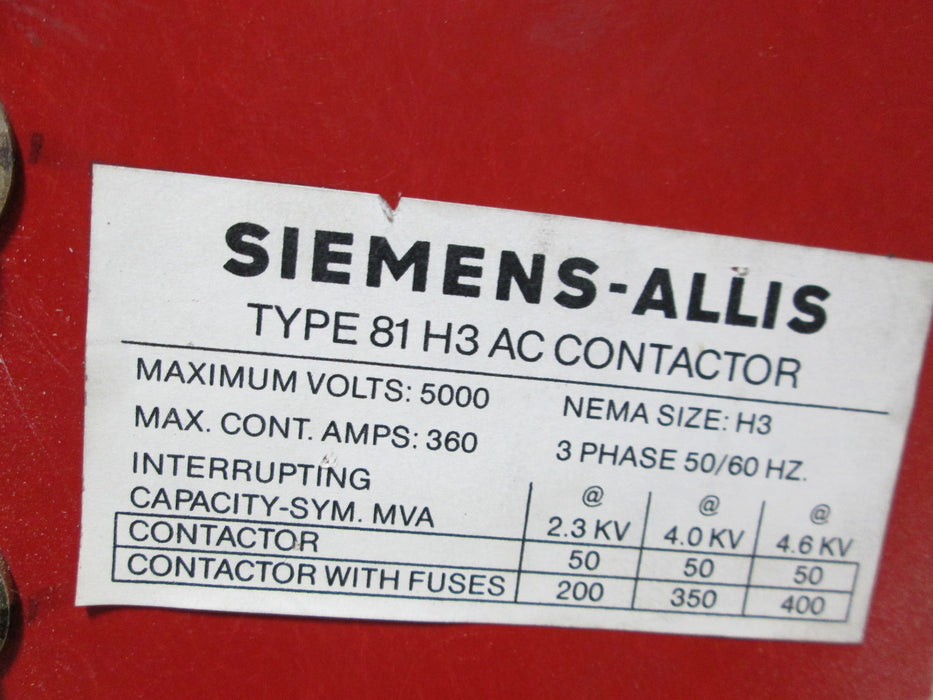 SIEMENS-ALLIS
TYPE 81 H3 AC CONTACTOR
MAXIMUM VOLTS: 5000 NEMA SIZE: H3
MAX. CONT. AMPS: 360 3 PHASE 50/60 HZ.
INTERRUPTING @ @ @
CAPACITY-SYM. MVA 2.3 KV 4.0 KV 4.6 KV
CONTACTOR 50 50 50
CONTACTOR WITH FUSES 200 350 400